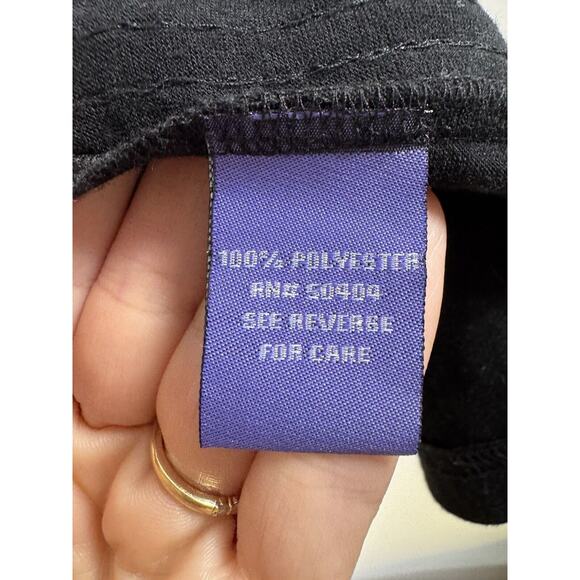 100% POLYESTER
RN# 50404
SEE REVERSE
FOR CARE